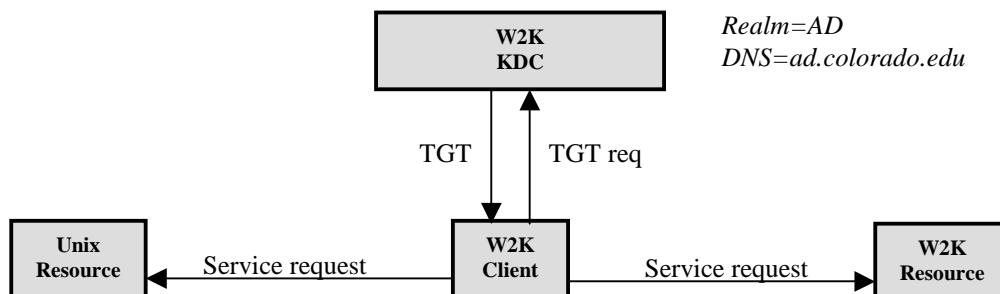 W2K
KDC
Realm=AD
DNS=ad.colorado.edu
TGT
TGT req
Unix
Resource
Service request
W2K
Client
Service request
W2K
Resource